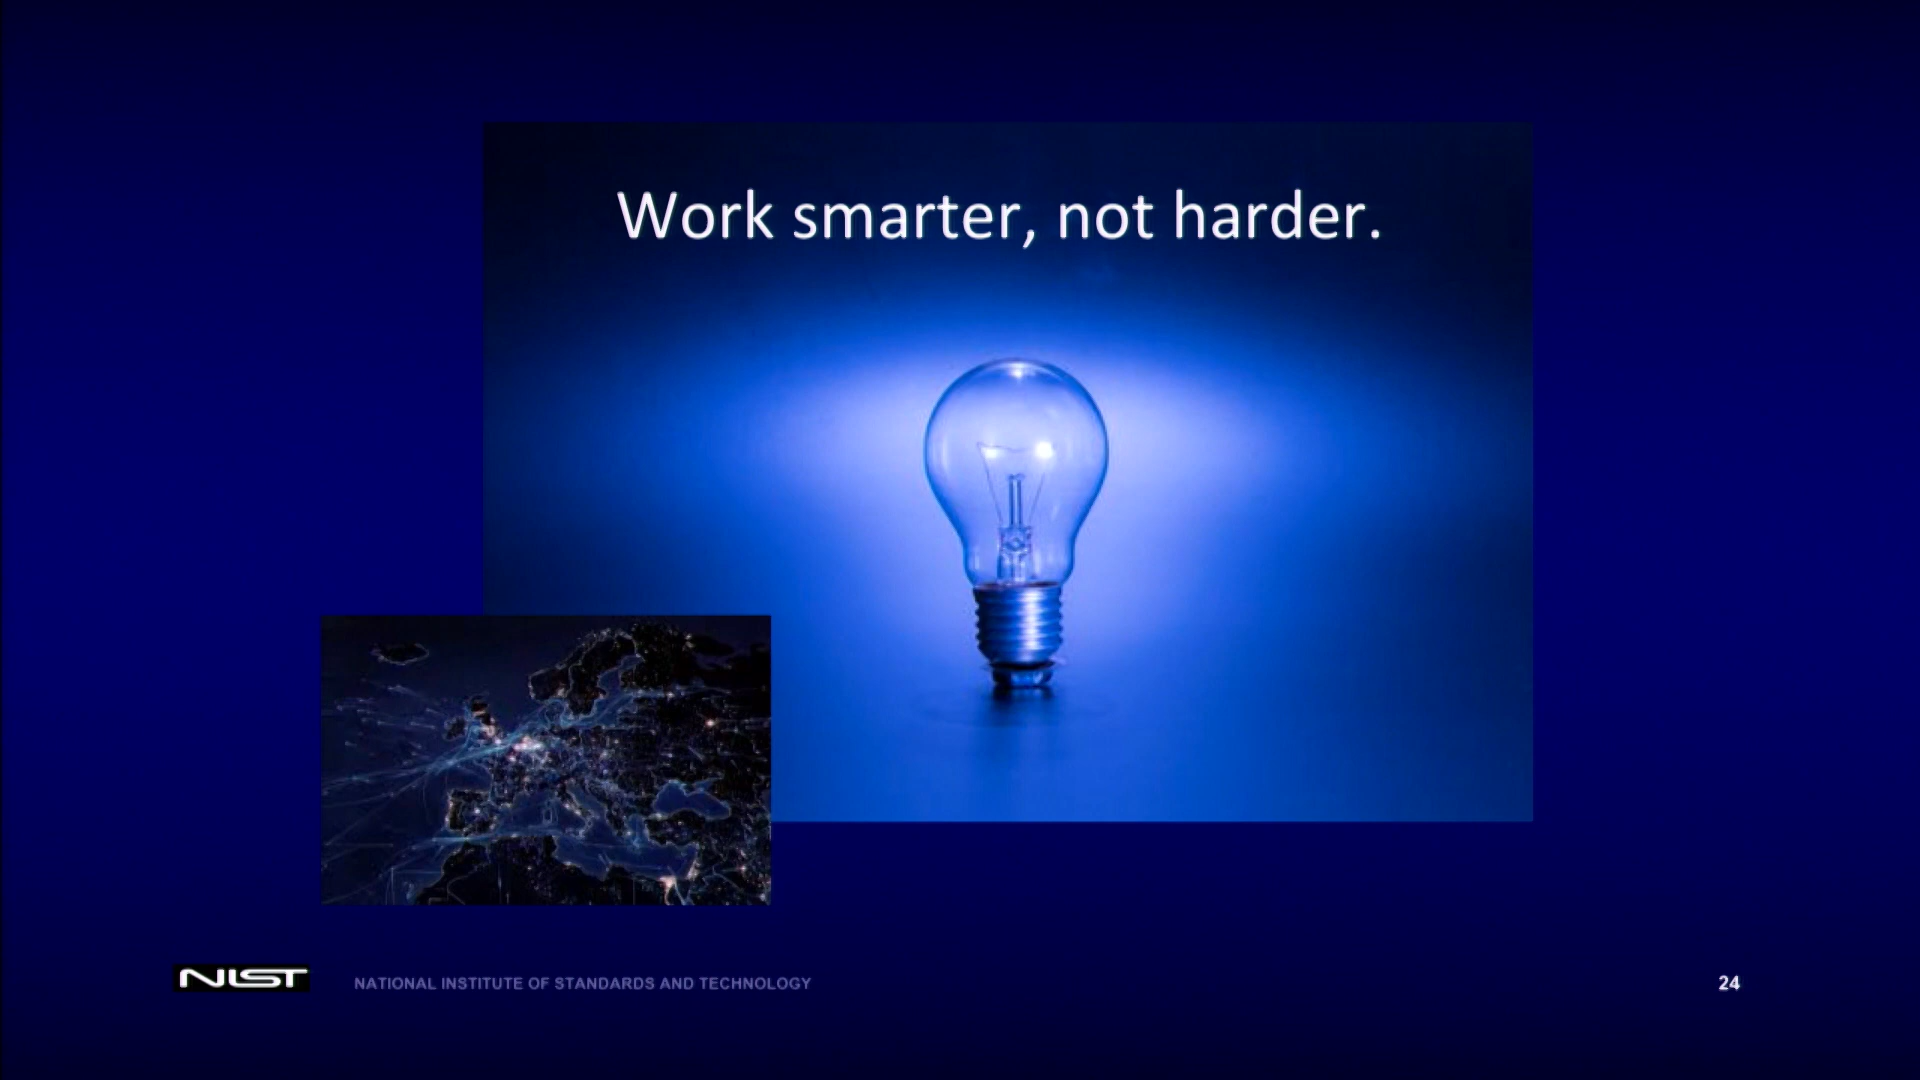 Work smarter, not harder.
NIST
NATIONAL INSTITUTE OF STANDARDS AND TECHNOLOGY
24